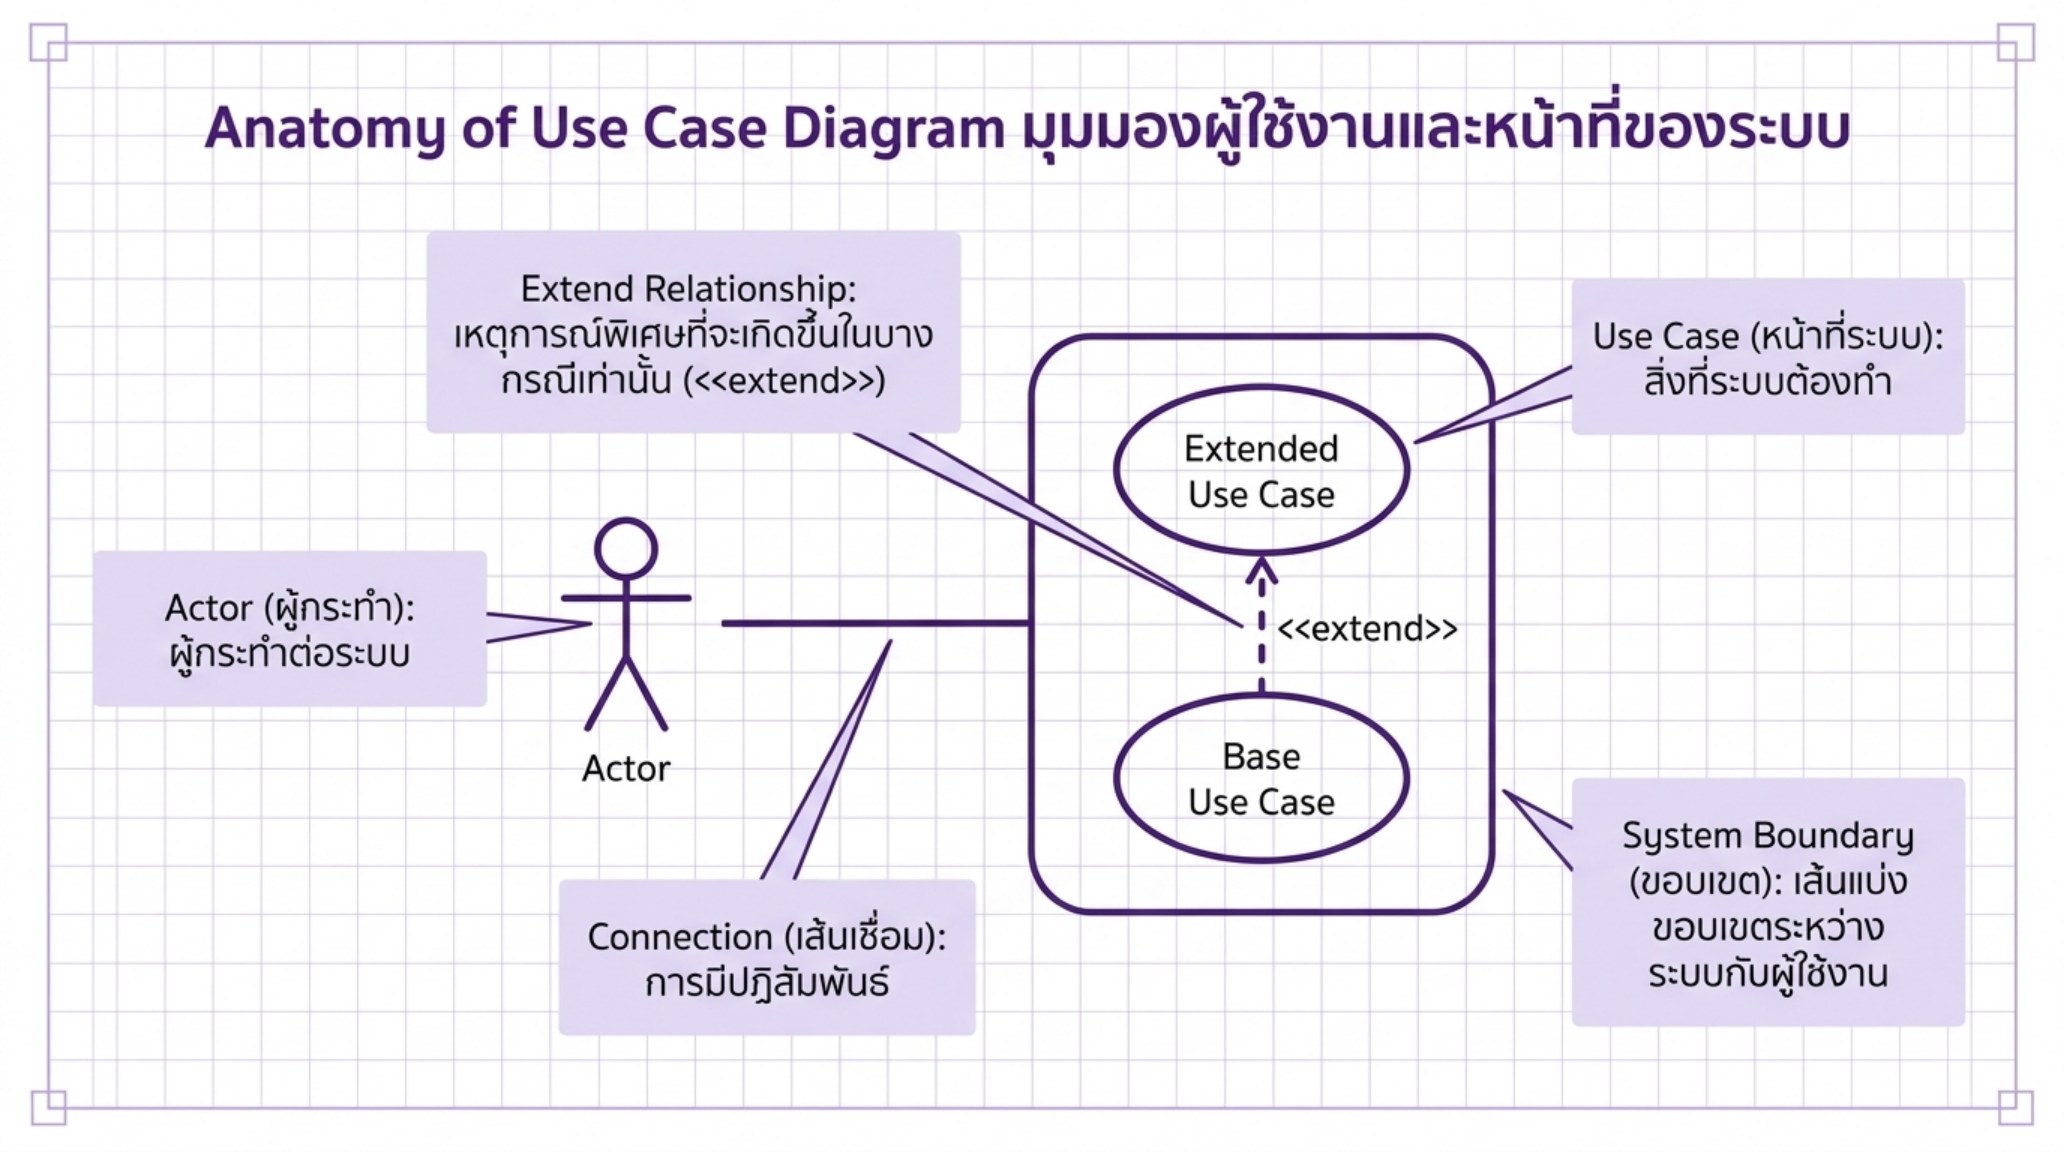 Anatomy of Use Case Diagram มุมมองผู้ใช้งานและหน้าที่ของระบบ
Extend Relationship:
เหตุการณ์พิเศษที่จะเกิดขึ้นในบาง
กรณีเท่านั้น (<<extend>>)
Use Case (หน้าที่ระบบ):
สิ่งที่ระบบต้องทำ
Extended
Use Case
Actor (ผู้กระทำ):
ผู้กระทำต่อระบบ
<<extend>>
Actor
Base
Use Case
System Boundary
(ขอบเขต): เส้นแบ่ง
ขอบเขตระหว่าง
ระบบกับผู้ใช้งาน
Connection (เส้นเชื่อม):
การมีปฏิสัมพันธ์